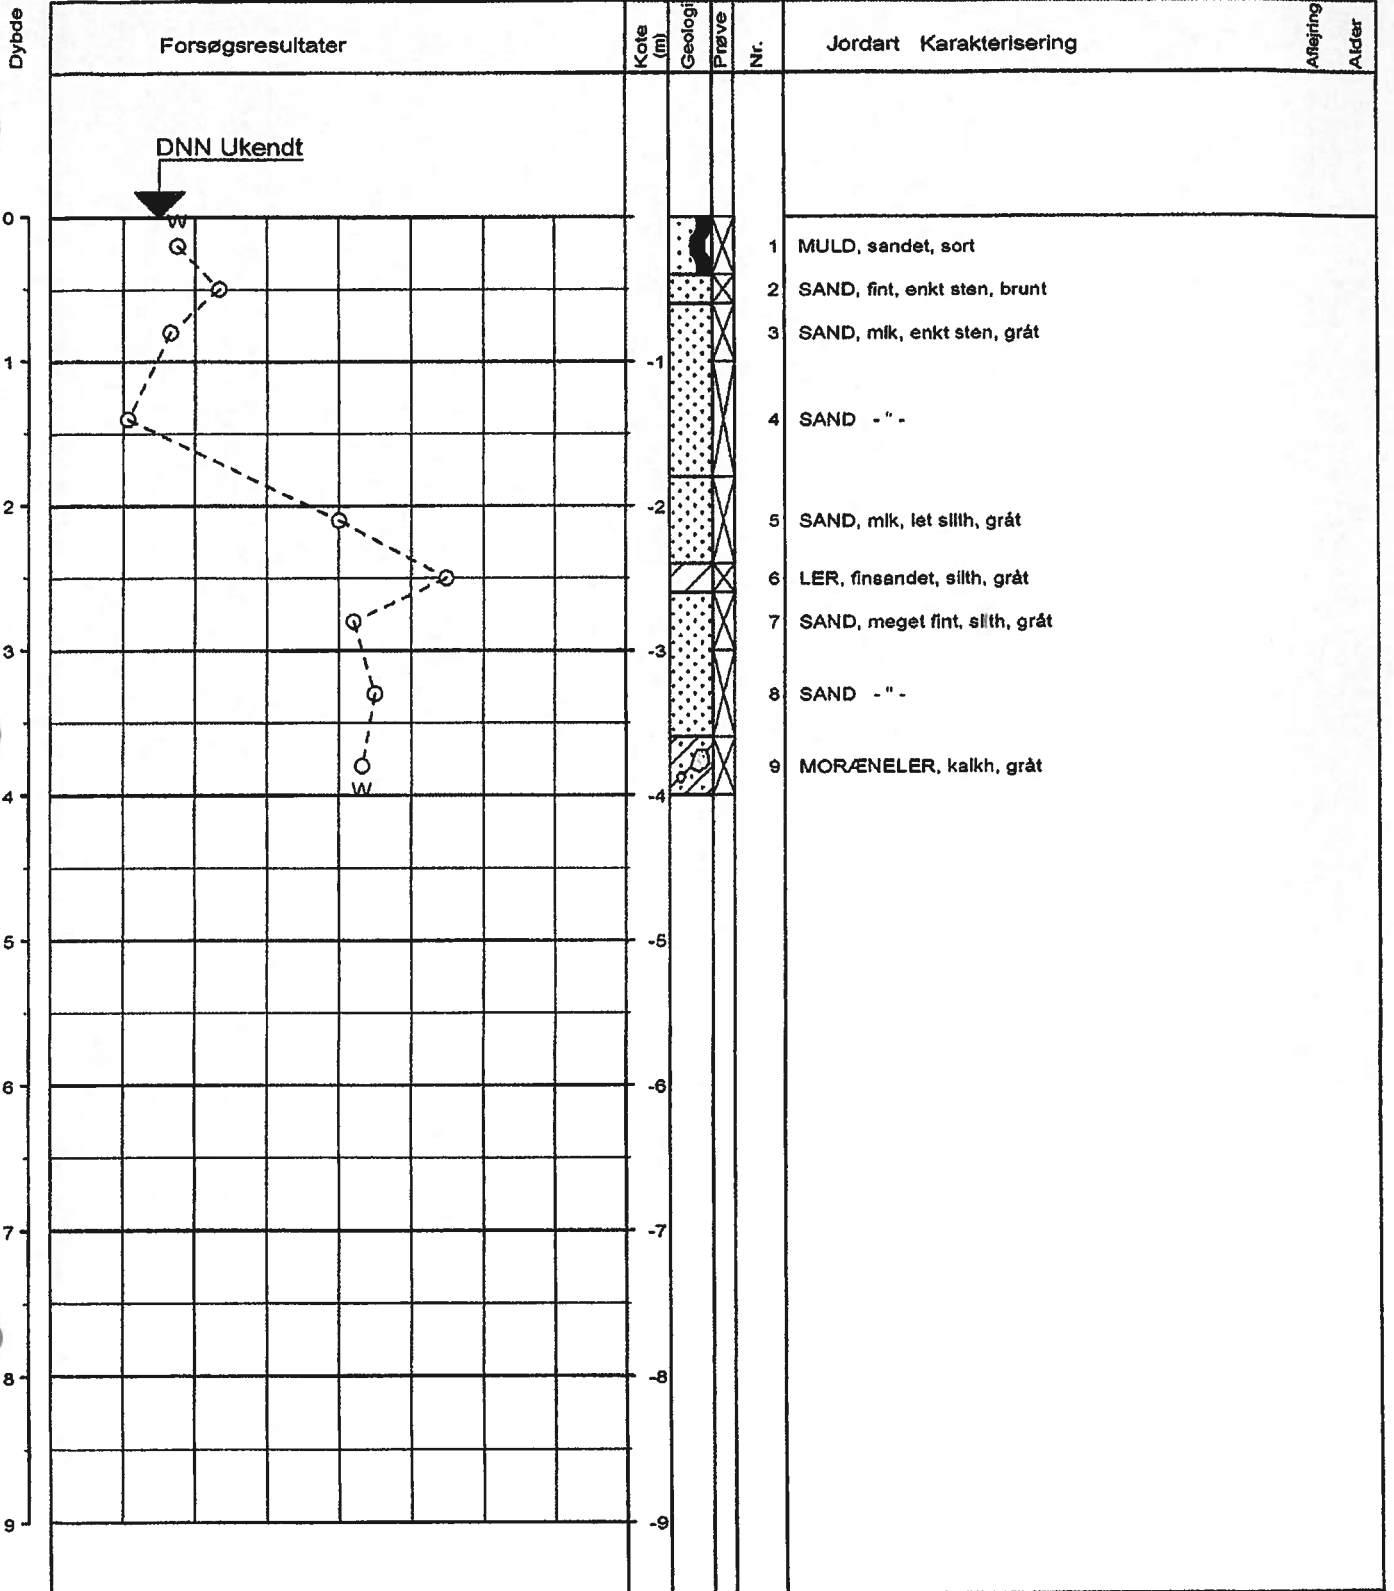 Dybde Forsøgsresultater Kote (m) Geologi Prøve Nr. Jordart Karakterisering Aflejring Alder
DNN Ukendt
W
0
1 MULD, sandet, sort
2 SAND, fint, enkt sten, brunt
3 SAND, mlk, enkt sten, gråt
1 -1
4 SAND - " -
2 -2
5 SAND, mlk, let silth, gråt
6 LER, finsandet, silth, gråt
7 SAND, meget fint, silth, gråt
3 -3
8 SAND - " -
9 MORÆNELER, kalkh, gråt
W
4 -4
5 -5
6 -6
7 -7
8 -8
9 -9